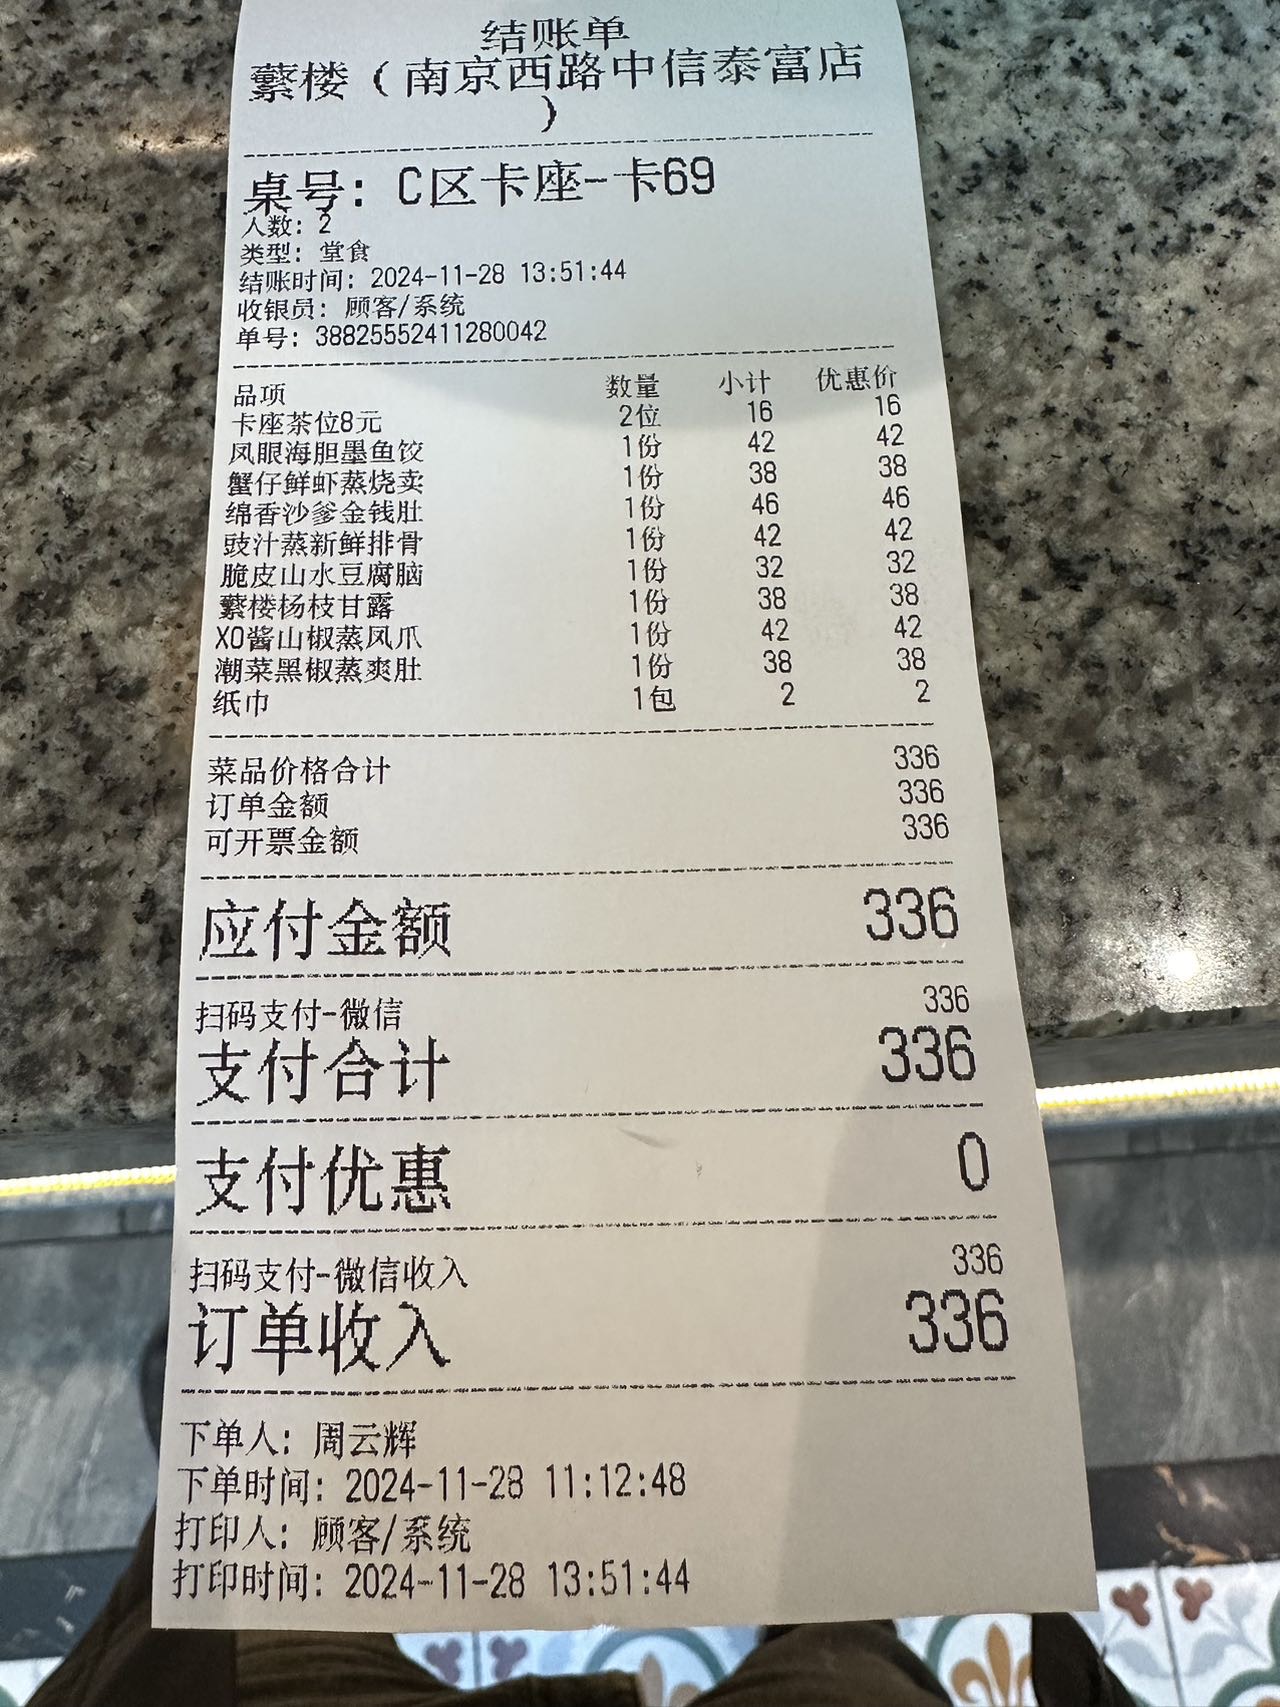 结账单
蘩楼（南京西路中信泰富店
）
桌号: C区卡座-卡69
人数: 2
类型: 堂食
结账时间: 2024-11-28 13:51:44
收银员: 顾客/系统
单号: 38825552411280042
品项 数量 小计 优惠价
卡座茶位8元 2位 16 16
凤眼海胆墨鱼饺 1份 42 42
蟹仔鲜虾蒸烧卖 1份 38 38
绵香沙爹金钱肚 1份 46 46
豉汁蒸新鲜排骨 1份 42 42
脆皮山水豆腐脑 1份 32 32
蘩楼杨枝甘露 1份 38 38
XO酱山椒蒸凤爪 1份 42 42
潮菜黑椒蒸爽肚 1份 38 38
纸巾 1包 2 2
菜品价格合计 336
订单金额 336
可开票金额 336
应付金额 336
扫码支付-微信 336
支付合计 336
支付优惠 0
扫码支付-微信收入 336
订单收入 336
下单人: 周云辉
下单时间: 2024-11-28 11:12:48
打印人: 顾客/系统
打印时间: 2024-11-28 13:51:44